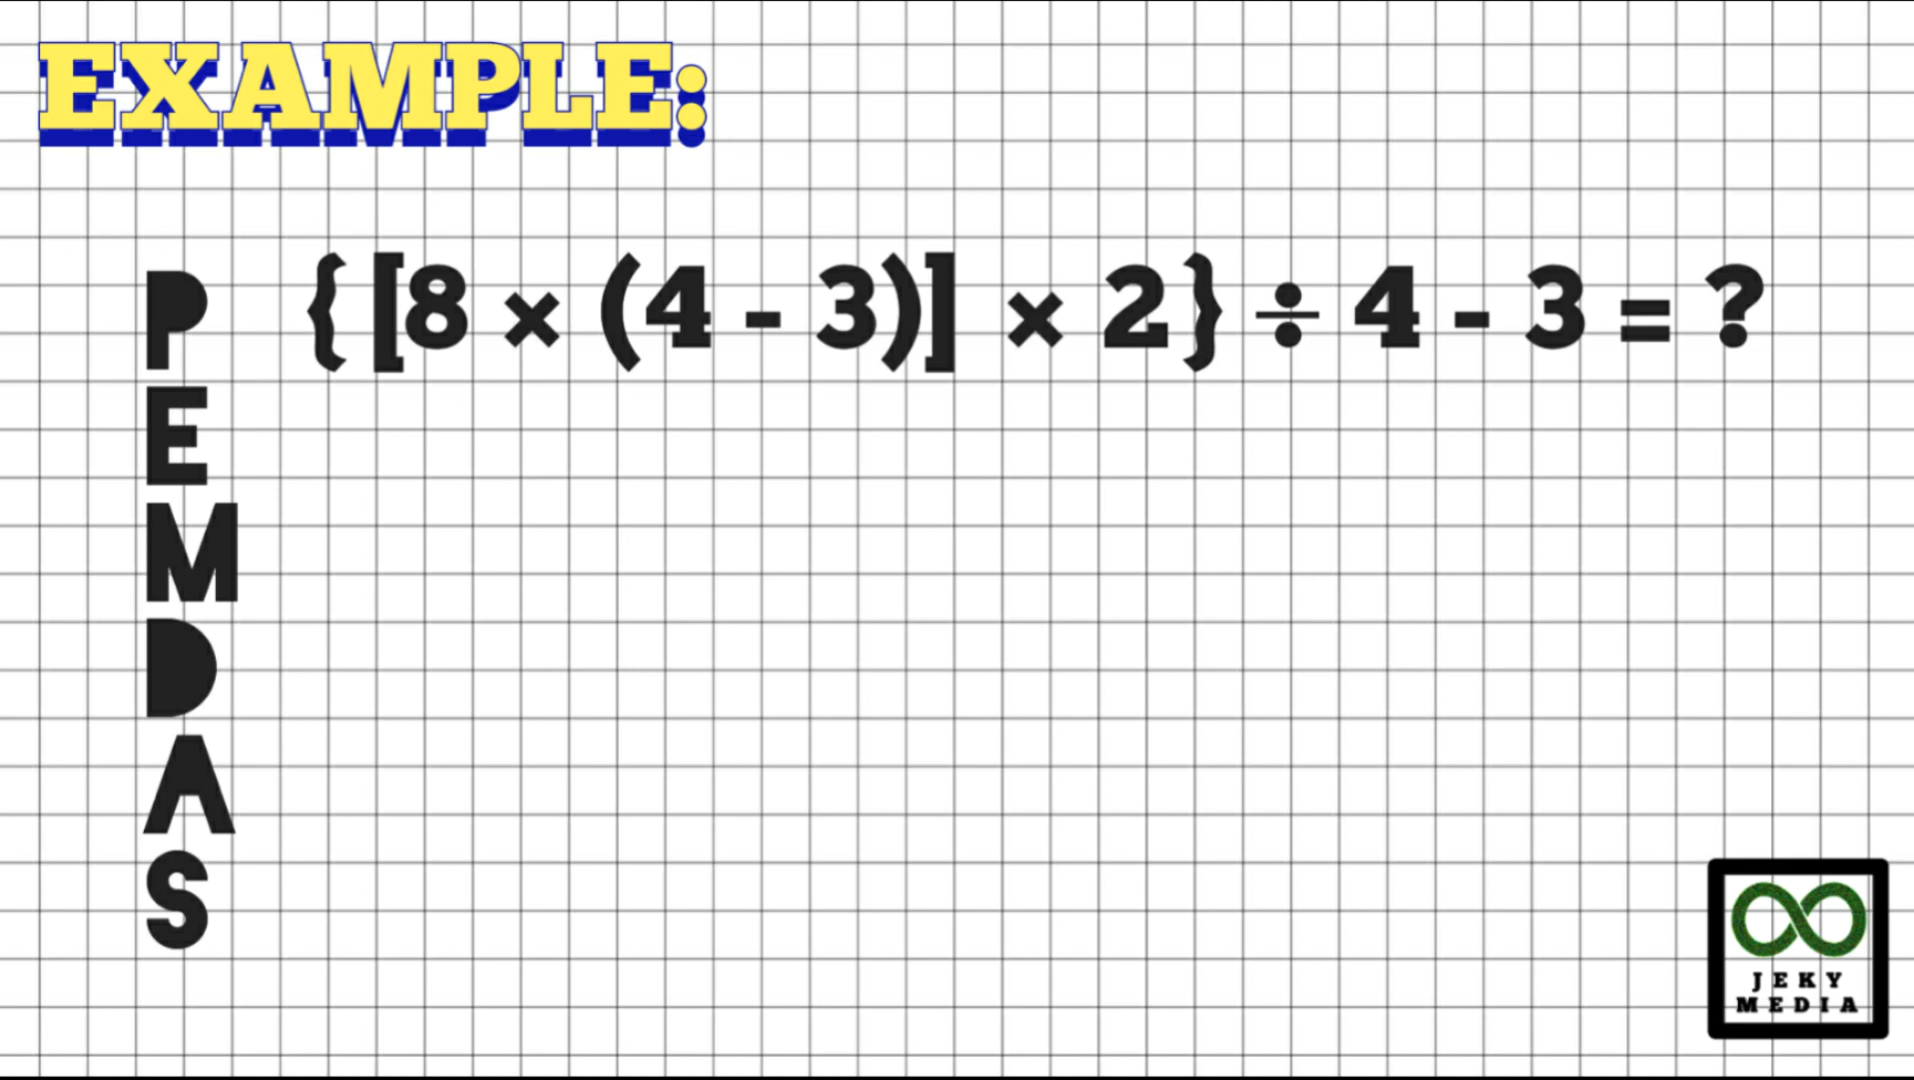 EXAMPLE:
P { [8 × (4 - 3)] × 2} ÷ 4 - 3 = ?
E
M
D
A
S
JEKY
MEDIA